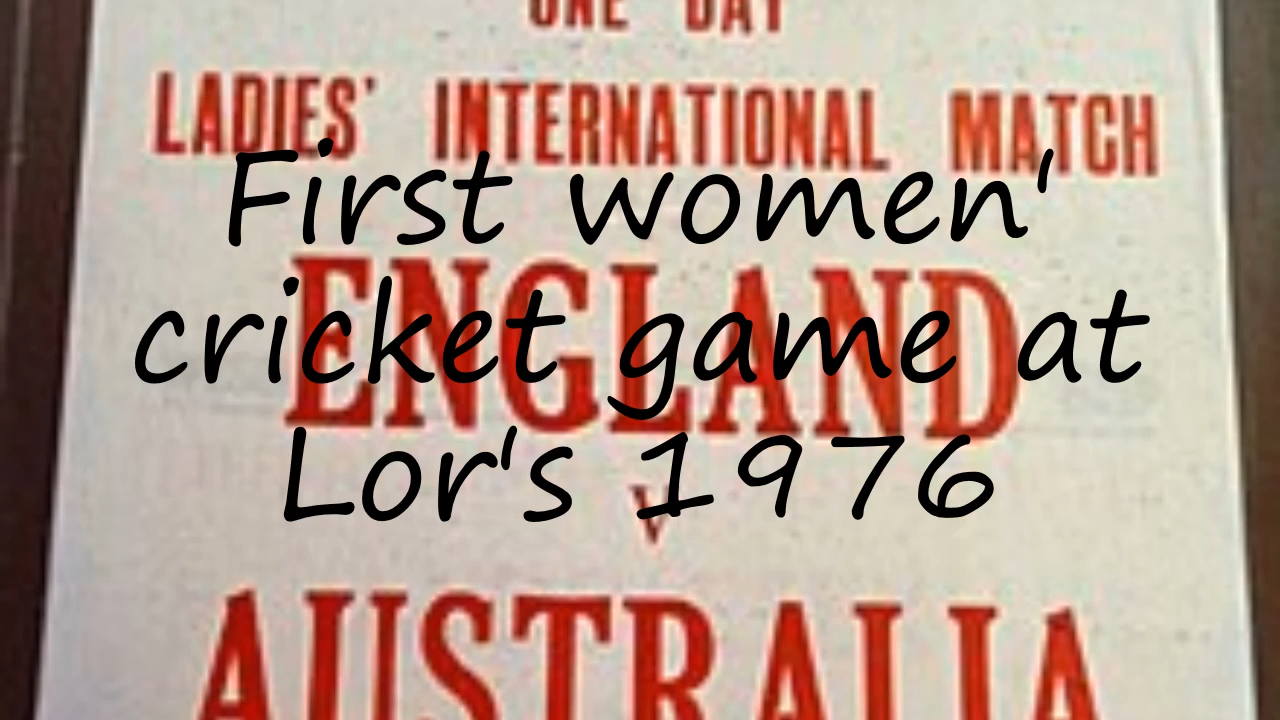 ONE DAY
LADIES' INTERNATIONAL MATCH
First women'
ENGLAND
cricket game at
Lor's 1976
v
AUSTRALIA